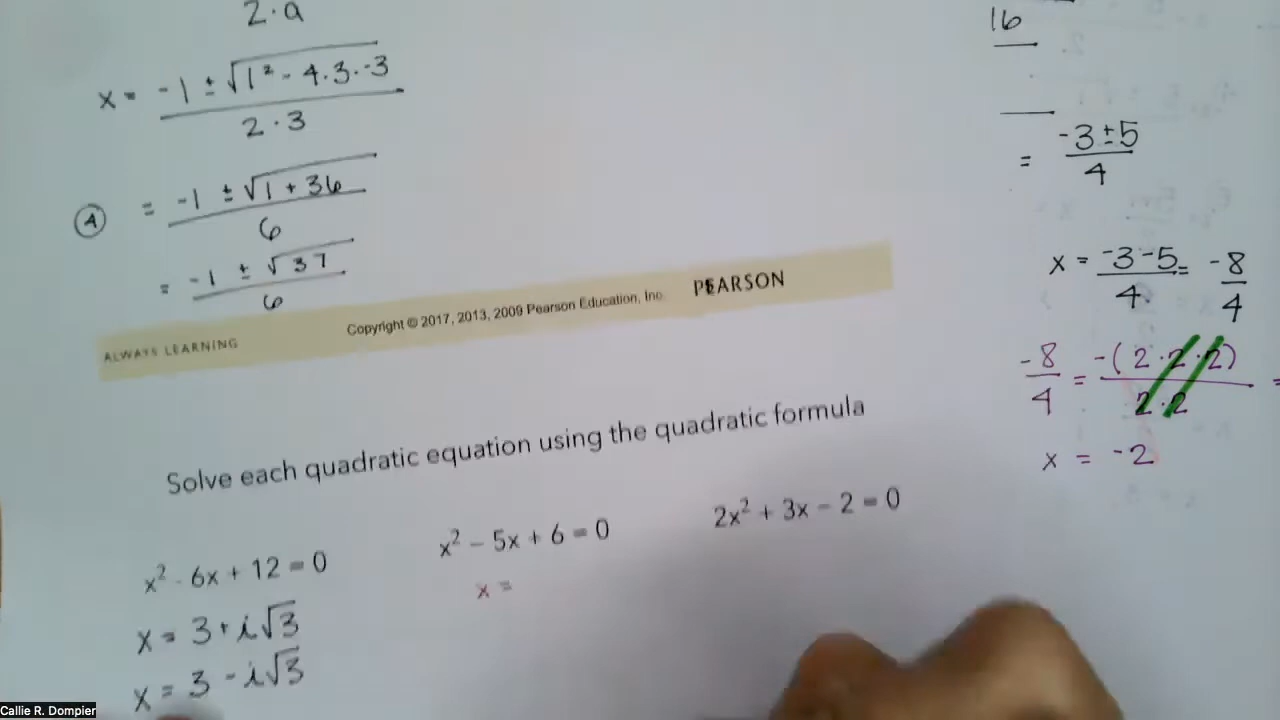 2·a
x = -1 ± √1² - 4·3·-3
2·3
Ⓐ = -1 ± √1 + 36
6
= -1 ± √37
6
ALWAYS LEARNING Copyright © 2017, 2013, 2009 Pearson Education, Inc. PEARSON
Solve each quadratic equation using the quadratic formula
x² - 6x + 12 = 0
x = 3 + i√3
x = 3 - i√3
x² - 5x + 6 = 0
x =
2x² + 3x - 2 = 0
16
= -3 ± 5
4
x = -3 - 5 = -8
4 4
-8 = -(2·2·2) =
4 2·2
x = -2
Callie R. Dompier